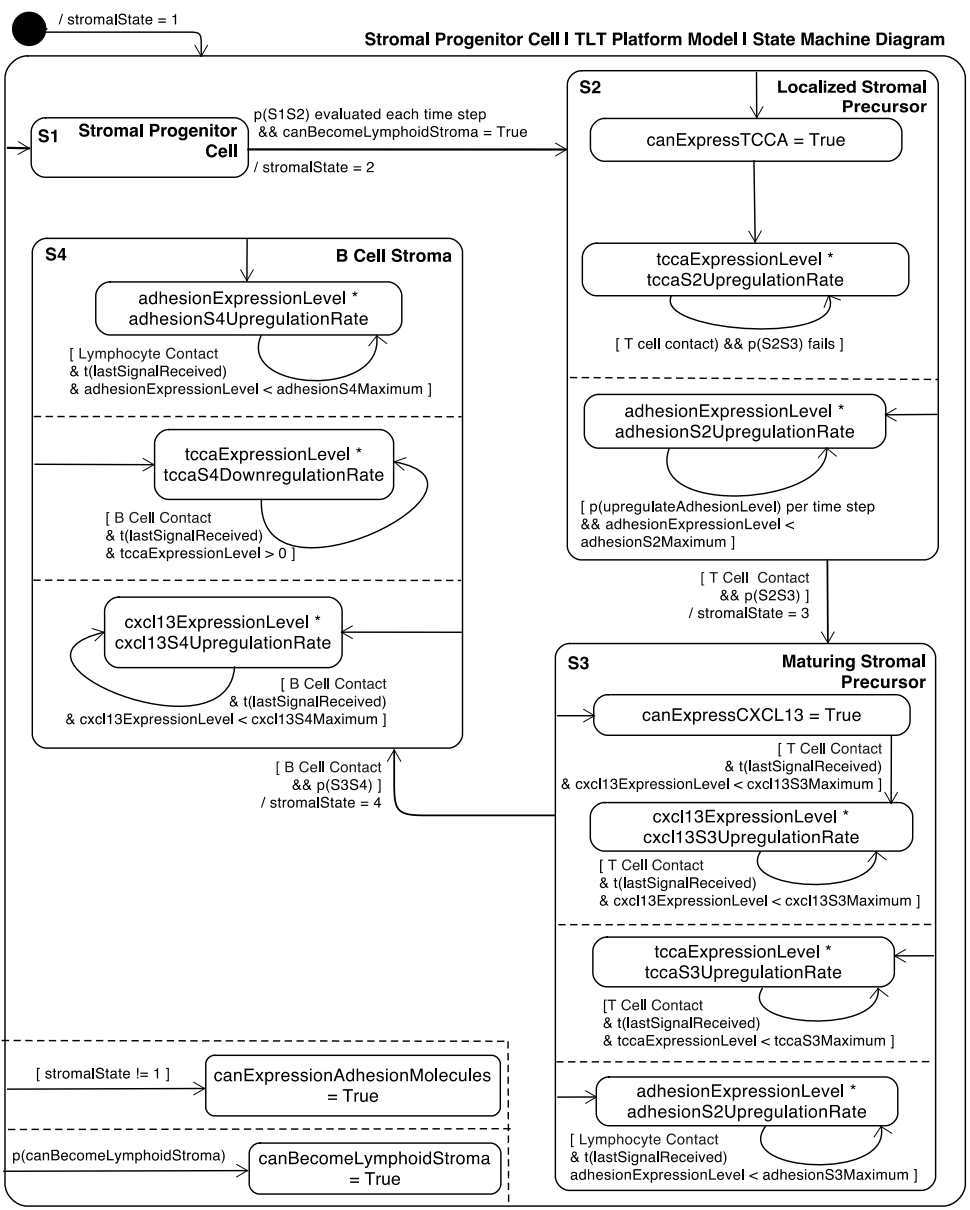 / stromalState = 1
Stromal Progenitor Cell I TLT Platform Model I State Machine Diagram
S1
Stromal Progenitor
Cell
p(S1S2) evaluated each time step
&& canBecomeLymphoidStroma = True
/ stromalState = 2
S2
Localized Stromal
Precursor
canExpressTCCA = True
tccaExpressionLevel *
tccaS2UpregulationRate
[ T cell contact) && p(S2S3) fails ]
adhesionExpressionLevel *
adhesionS2UpregulationRate
[ p(upregulateAdhesionLevel) per time step
&& adhesionExpressionLevel <
adhesionS2Maximum ]
[ T Cell Contact
&& p(S2S3) ]
/ stromalState = 3
S4
B Cell Stroma
adhesionExpressionLevel *
adhesionS4UpregulationRate
[ Lymphocyte Contact
& t(lastSignalReceived)
& adhesionExpressionLevel < adhesionS4Maximum ]
tccaExpressionLevel *
tccaS4DownregulationRate
[ B Cell Contact
& t(lastSignalReceived)
& tccaExpressionLevel > 0 ]
cxcl13ExpressionLevel *
cxcl13S4UpregulationRate
[ B Cell Contact
& t(lastSignalReceived)
& cxcl13ExpressionLevel < cxcl13S4Maximum ]
[ B Cell Contact
&& p(S3S4) ]
/ stromalState = 4
S3
Maturing Stromal
Precursor
canExpressCXCL13 = True
[ T Cell Contact
& t(lastSignalReceived)
& cxcl13ExpressionLevel < cxcl13S3Maximum ]
cxcl13ExpressionLevel *
cxcl13S3UpregulationRate
[ T Cell Contact
& t(lastSignalReceived)
& cxcl13ExpressionLevel < cxcl13S3Maximum ]
tccaExpressionLevel *
tccaS3UpregulationRate
[T Cell Contact
& t(lastSignalReceived)
& tccaExpressionLevel < tccaS3Maximum ]
adhesionExpressionLevel *
adhesionS2UpregulationRate
[ Lymphocyte Contact
& t(lastSignalReceived)
adhesionExpressionLevel < adhesionS3Maximum ]
[ stromalState != 1 ]
canExpressionAdhesionMolecules
= True
p(canBecomeLymphoidStroma)
canBecomeLymphoidStroma
= True